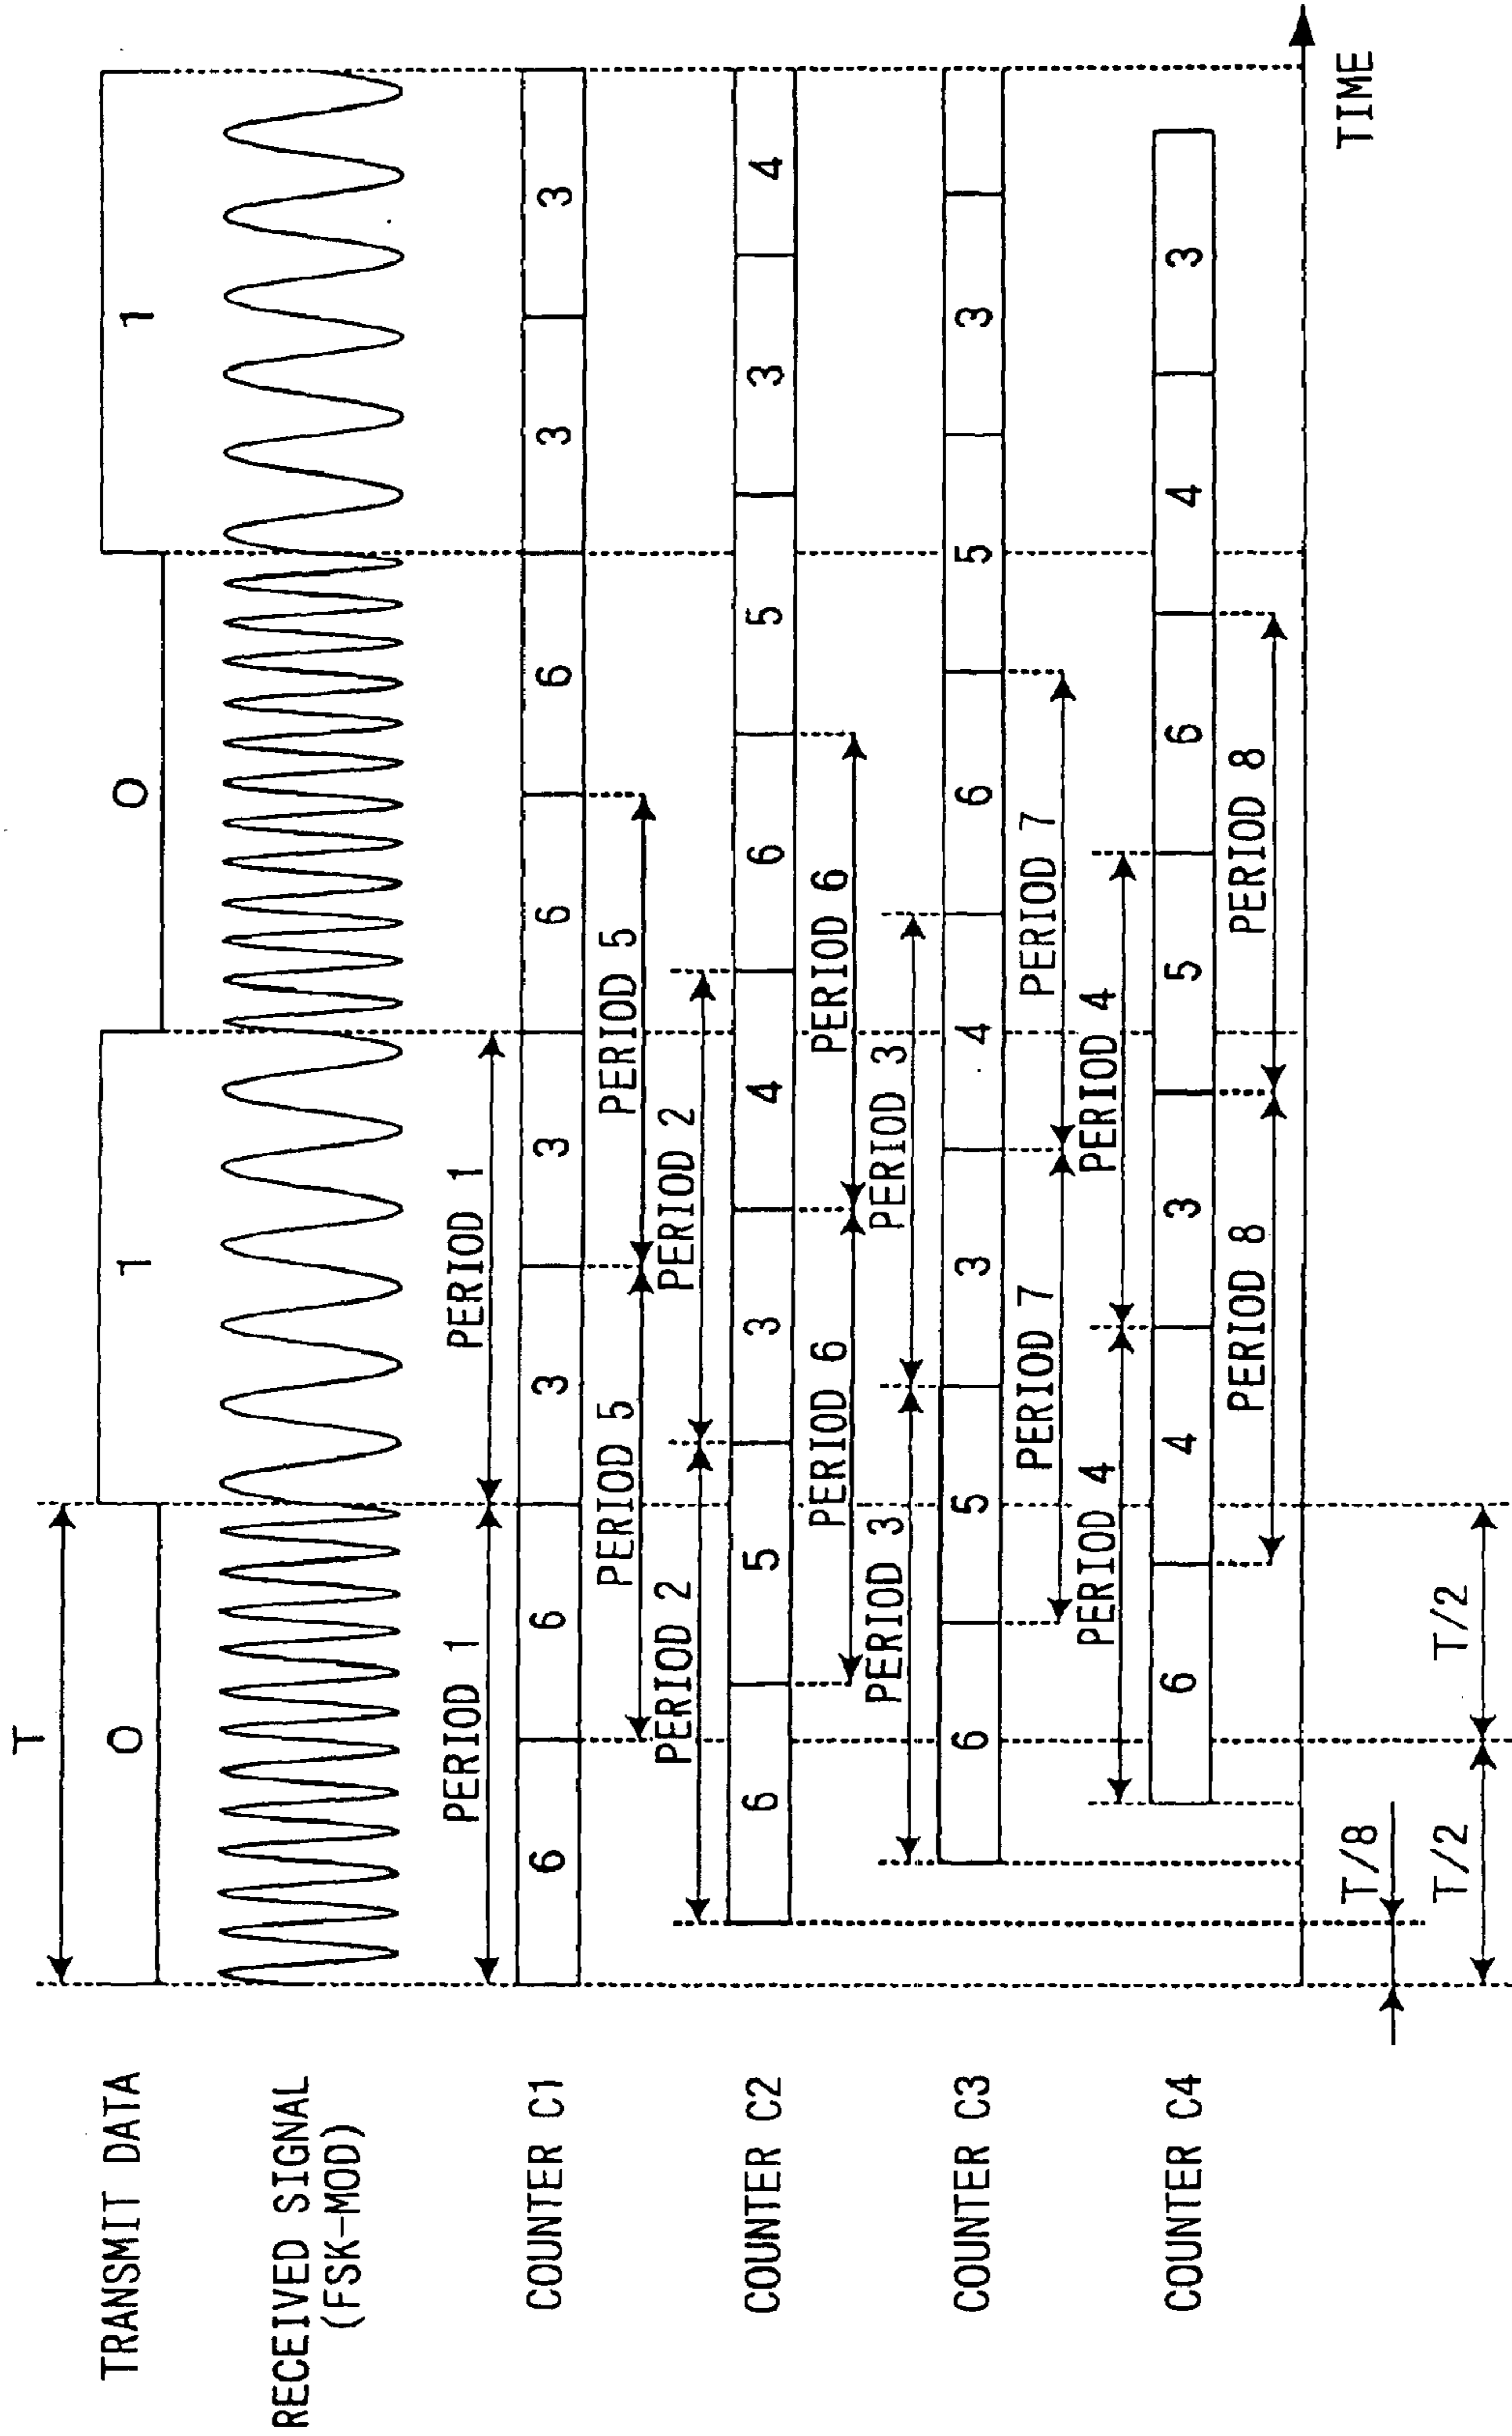 T
TRANSMIT DATA
0 1 0 1
RECEIVED SIGNAL
(FSK-MOD)
PERIOD 1 PERIOD 1
COUNTER C1
6 6 3 3 6 6 3 3
PERIOD 5 PERIOD 5
PERIOD 2 PERIOD 2
COUNTER C2
6 5 3 4 6 5 3 4
PERIOD 6 PERIOD 6
PERIOD 3 PERIOD 3
COUNTER C3
6 5 3 4 6 5 3
PERIOD 7 PERIOD 7
PERIOD 4 PERIOD 4
COUNTER C4
6 4 3 5 6 4 3
PERIOD 8 PERIOD 8
TIME
T/8
T/2 T/2